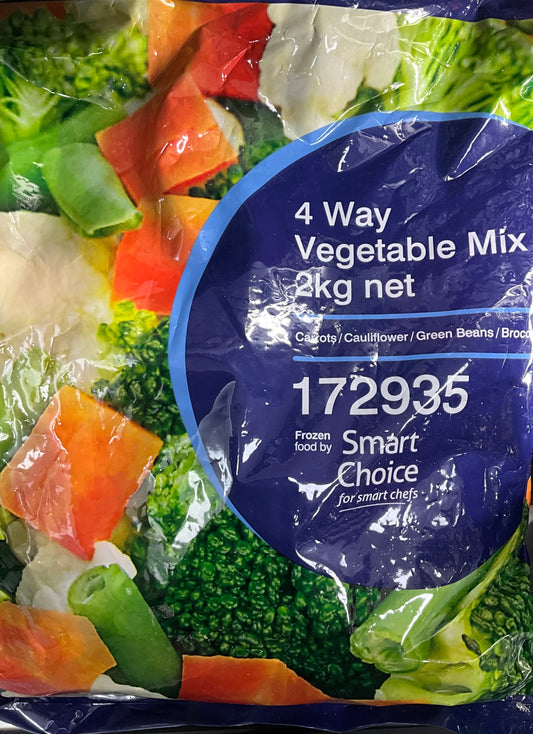 4 Way
Vegetable Mix
2kg net
Carrots / Cauliflower / Green Beans / Broco
172935
Frozen
food by
Smart
Choice
for smart chefs